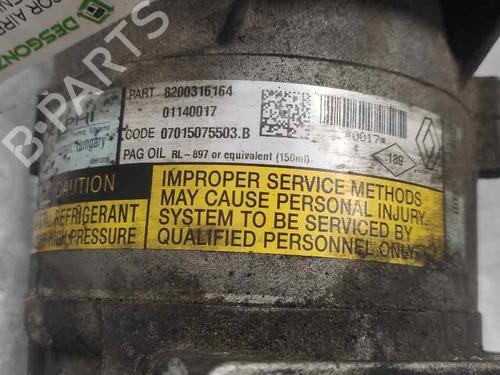 DESGONZ
B-Parts
PART 8200316164
01140017
CODE 07015075503.B
*0017*
189
Hungary
PAG OIL RL-897 or equivalent (150ml)
CAUTION
REFRIGERANT
HIGH PRESSURE
IMPROPER SERVICE METHODS
MAY CAUSE PERSONAL INJURY.
SYSTEM TO BE SERVICED BY
QUALIFIED PERSONNEL ONLY.